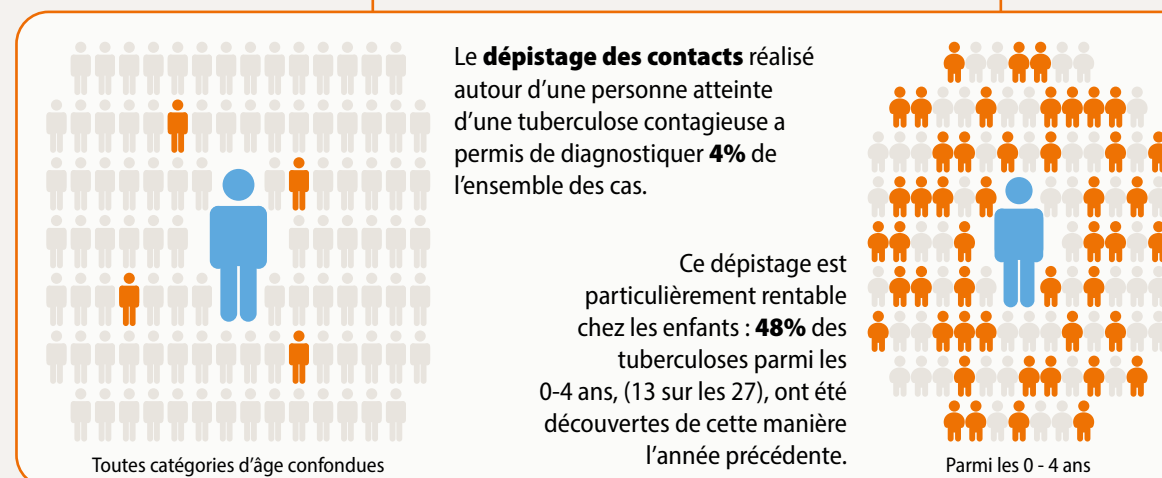 Le dépistage des contacts réalisé
autour d'une personne atteinte
d'une tuberculose contagieuse a
permis de diagnostiquer 4% de
l'ensemble des cas.
Ce dépistage est
particulièrement rentable
chez les enfants : 48% des
tuberculoses parmi les
0-4 ans, (13 sur les 27), ont été
découvertes de cette manière
l'année précédente.
Toutes catégories d'âge confondues
Parmi les 0 - 4 ans